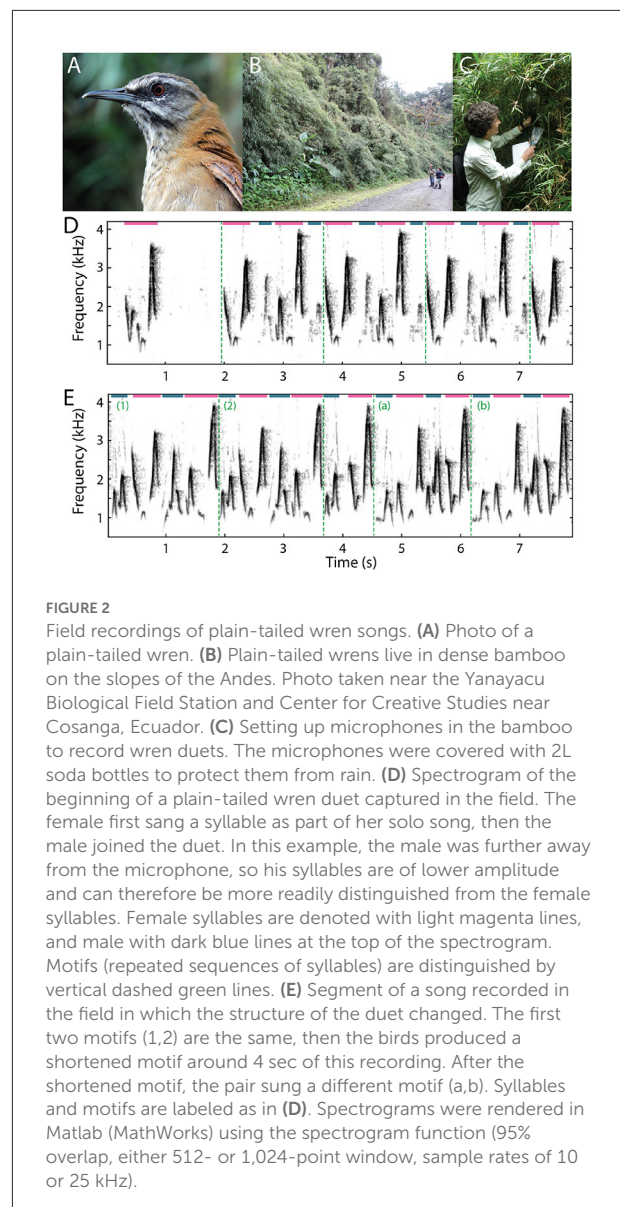 A
B
C
D
4
3
2
1
Frequency (kHz)
1
2
3
4
5
6
7
E
(1)
(2)
(a)
(b)
4
3
2
1
Frequency (kHz)
1
2
3
4
5
6
7
Time (s)
FIGURE 2
Field recordings of plain-tailed wren songs. (A) Photo of a
plain-tailed wren. (B) Plain-tailed wrens live in dense bamboo
on the slopes of the Andes. Photo taken near the Yanayacu
Biological Field Station and Center for Creative Studies near
Cosanga, Ecuador. (C) Setting up microphones in the bamboo
to record wren duets. The microphones were covered with 2L
soda bottles to protect them from rain. (D) Spectrogram of the
beginning of a plain-tailed wren duet captured in the field. The
female first sang a syllable as part of her solo song, then the
male joined the duet. In this example, the male was further away
from the microphone, so his syllables are of lower amplitude
and can therefore be more readily distinguished from the female
syllables. Female syllables are denoted with light magenta lines,
and male with dark blue lines at the top of the spectrogram.
Motifs (repeated sequences of syllables) are distinguished by
vertical dashed green lines. (E) Segment of a song recorded in
the field in which the structure of the duet changed. The first
two motifs (1,2) are the same, then the birds produced a
shortened motif around 4 sec of this recording. After the
shortened motif, the pair sung a different motif (a,b). Syllables
and motifs are labeled as in (D). Spectrograms were rendered in
Matlab (MathWorks) using the spectrogram function (95%
overlap, either 512- or 1,024-point window, sample rates of 10
or 25 kHz).